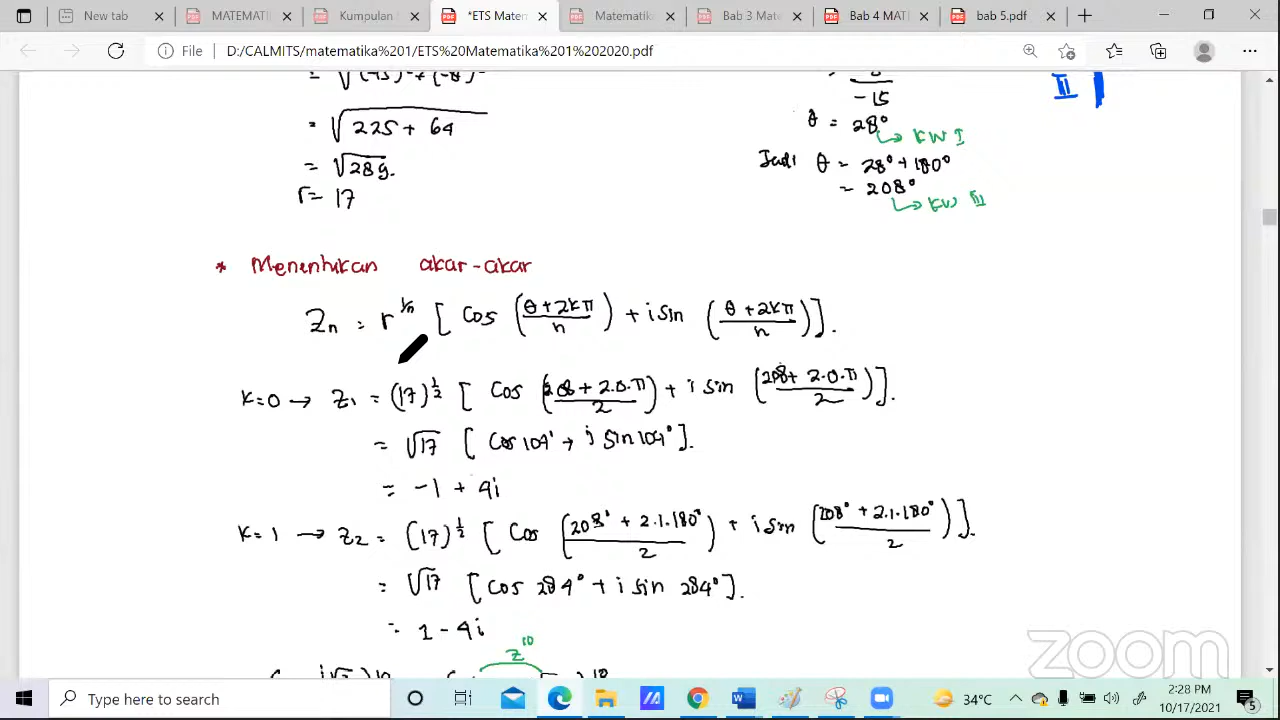 New tab
MATEMATI
Kumpulan
*ETS Matem
Matematik
Bab 3 Mat
Bab 4 MATI
bab 5.pdf
File D:/CALMITS/matematika%201/ETS%20Matematika%201%202020.pdf
-15
III
= √225 + 64
θ = 28°
→ KW I
= √289.
Jadi θ = 28° + 180°
r = 17
= 208°
→ KW III
* Menentukan akar-akar
Zn = r^1/n [ Cos (θ + 2kπ / n) + i sin (θ + 2kπ / n) ].
K=0 → Z1 = (17)^1/2 [ Cos (208 + 2.0.π / 2) + i sin (208 + 2.0.π / 2) ].
= √17 [ Cos 104° + i sin 104° ].
= -1 + 4i
K=1 → Z2 = (17)^1/2 [ Cos (208° + 2.1.180° / 2) + i sin (208° + 2.1.180° / 2) ].
= √17 [ Cos 284° + i sin 284° ].
= 1 - 4i
z^10
zoom
Type here to search
34°C
2:28 PM
10/17/2021
5